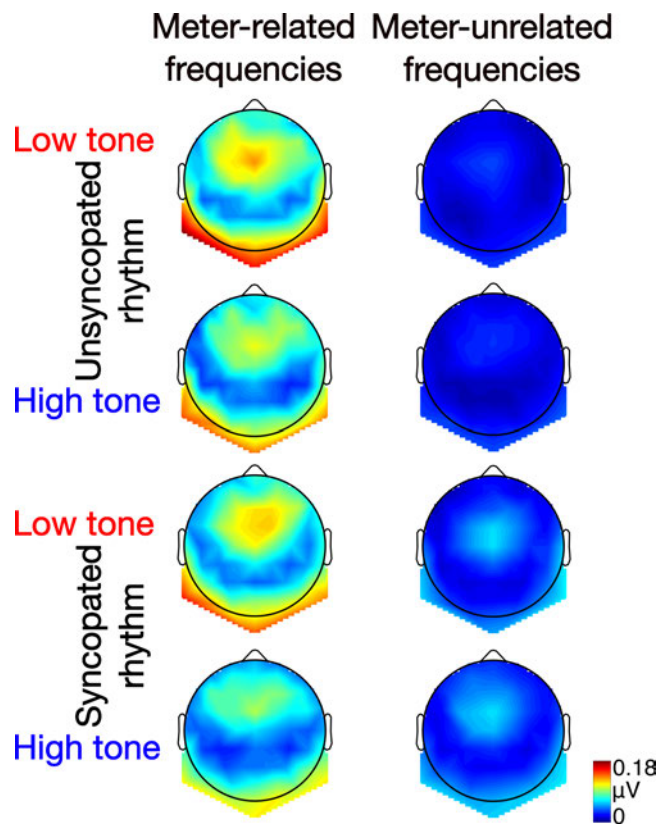 Meter-related Meter-unrelated
frequencies frequencies
Low tone
Unsyncopated
rhythm
High tone
Low tone
Syncopated
rhythm
High tone
0.18
μV
0